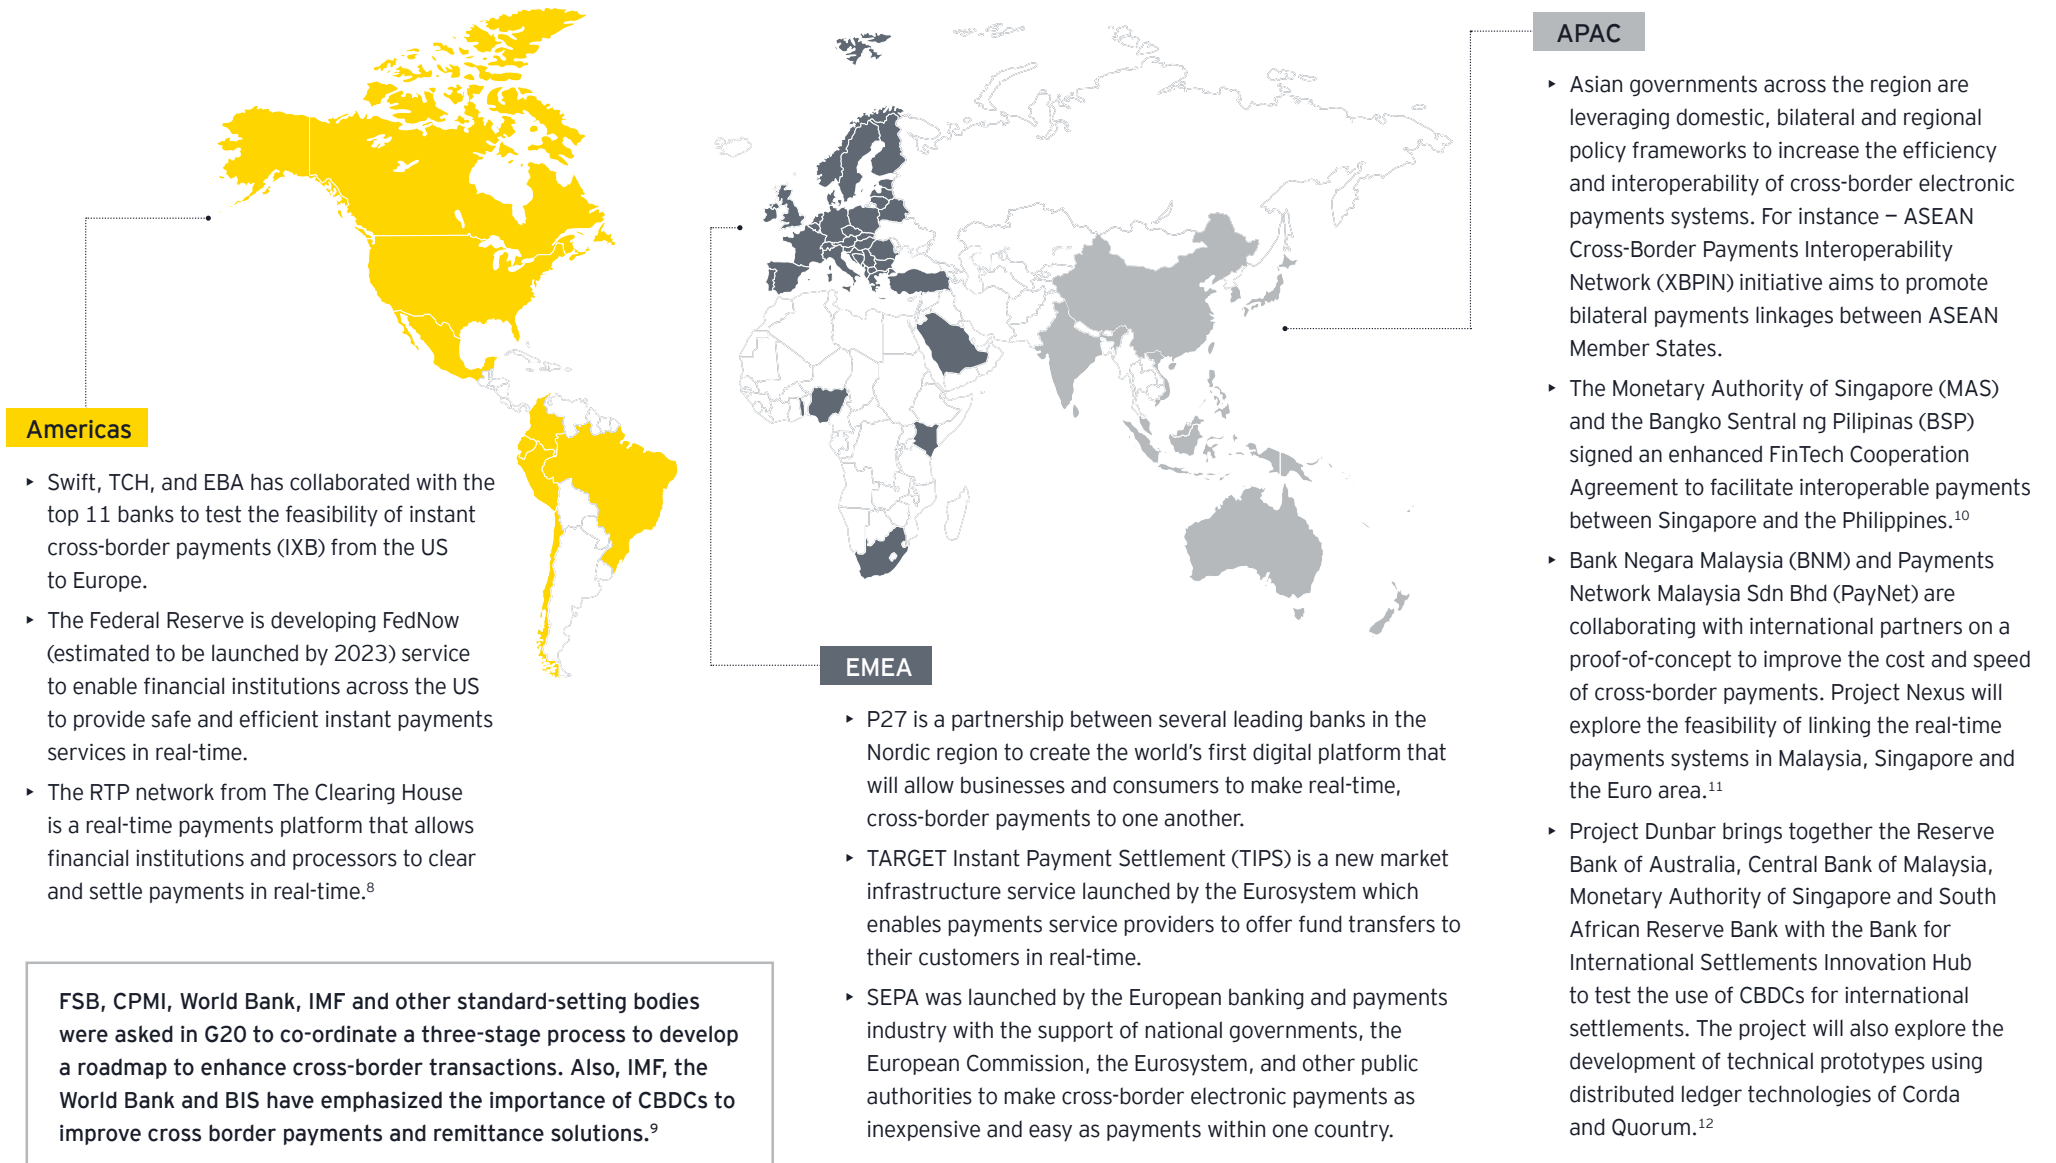 Americas
‣ Swift, TCH, and EBA has collaborated with the
top 11 banks to test the feasibility of instant
cross-border payments (IXB) from the US
to Europe.
‣ The Federal Reserve is developing FedNow
(estimated to be launched by 2023) service
to enable financial institutions across the US
to provide safe and efficient instant payments
services in real-time.
‣ The RTP network from The Clearing House
is a real-time payments platform that allows
financial institutions and processors to clear
and settle payments in real-time.⁸
FSB, CPMI, World Bank, IMF and other standard-setting bodies
were asked in G20 to co-ordinate a three-stage process to develop
a roadmap to enhance cross-border transactions. Also, IMF, the
World Bank and BIS have emphasized the importance of CBDCs to
improve cross border payments and remittance solutions.⁹
EMEA
‣ P27 is a partnership between several leading banks in the
Nordic region to create the world’s first digital platform that
will allow businesses and consumers to make real-time,
cross-border payments to one another.
‣ TARGET Instant Payment Settlement (TIPS) is a new market
infrastructure service launched by the Eurosystem which
enables payments service providers to offer fund transfers to
their customers in real-time.
‣ SEPA was launched by the European banking and payments
industry with the support of national governments, the
European Commission, the Eurosystem, and other public
authorities to make cross-border electronic payments as
inexpensive and easy as payments within one country.
APAC
‣ Asian governments across the region are
leveraging domestic, bilateral and regional
policy frameworks to increase the efficiency
and interoperability of cross-border electronic
payments systems. For instance – ASEAN
Cross-Border Payments Interoperability
Network (XBPIN) initiative aims to promote
bilateral payments linkages between ASEAN
Member States.
‣ The Monetary Authority of Singapore (MAS)
and the Bangko Sentral ng Pilipinas (BSP)
signed an enhanced FinTech Cooperation
Agreement to facilitate interoperable payments
between Singapore and the Philippines.¹⁰
‣ Bank Negara Malaysia (BNM) and Payments
Network Malaysia Sdn Bhd (PayNet) are
collaborating with international partners on a
proof-of-concept to improve the cost and speed
of cross-border payments. Project Nexus will
explore the feasibility of linking the real-time
payments systems in Malaysia, Singapore and
the Euro area.¹¹
‣ Project Dunbar brings together the Reserve
Bank of Australia, Central Bank of Malaysia,
Monetary Authority of Singapore and South
African Reserve Bank with the Bank for
International Settlements Innovation Hub
to test the use of CBDCs for international
settlements. The project will also explore the
development of technical prototypes using
distributed ledger technologies of Corda
and Quorum.¹²